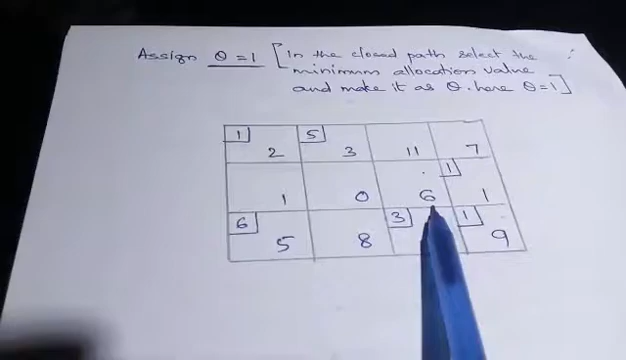 Assign θ = 1 [In the closed path select the
minimum allocation value
and make it as θ. here θ = 1]
1 2 5 3 11 7
1 0 6 1 1
6 5 8 3 1 9